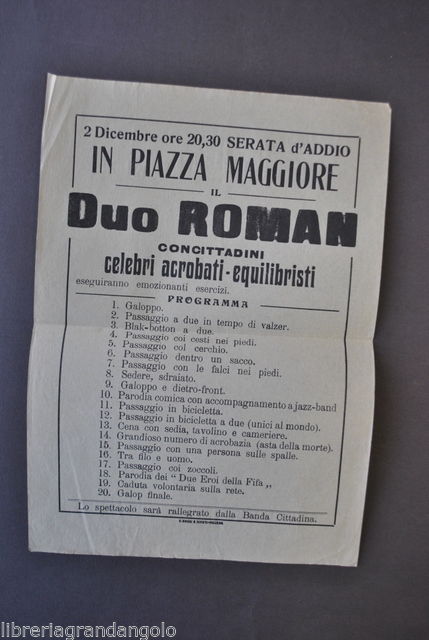 2 Dicembre ore 20,30 SERATA d'ADDIO
IN PIAZZA MAGGIORE
IL
Duo ROMAN
CONCITTADINI
celebri acrobati-equilibristi
eseguiranno emozionanti esercizi.
PROGRAMMA
1. Galoppo.
2. Passaggio a due in tempo di valzer.
3. Blak-botton a due.
4. Passaggio coi cesti nei piedi.
5. Passaggio col cerchio.
6. Passaggio dentro un sacco.
7. Passaggio con le falci nei piedi.
8. Sedere, sdraiato.
9. Galoppo e dietro-front.
10. Parodia comica con accompagnamento a jazz-band
11. Passaggio in bicicletta.
12. Passaggio in bicicletta a due (unici al mondo).
13. Cena con sedia, tavolino e cameriere.
14. Grandioso numero di acrobazia (asta della morte).
15. Passaggio con una persona sulle spalle.
16. Tra filo e uomo.
17. Passaggio coi zoccoli.
18. Parodia dei "Due Eroi della Fifa"
19. Caduta volontaria sulla rete.
20. Galop finale.
Lo spettacolo sarà rallegrato dalla Banda Cittadina.
libreriagrandangolo